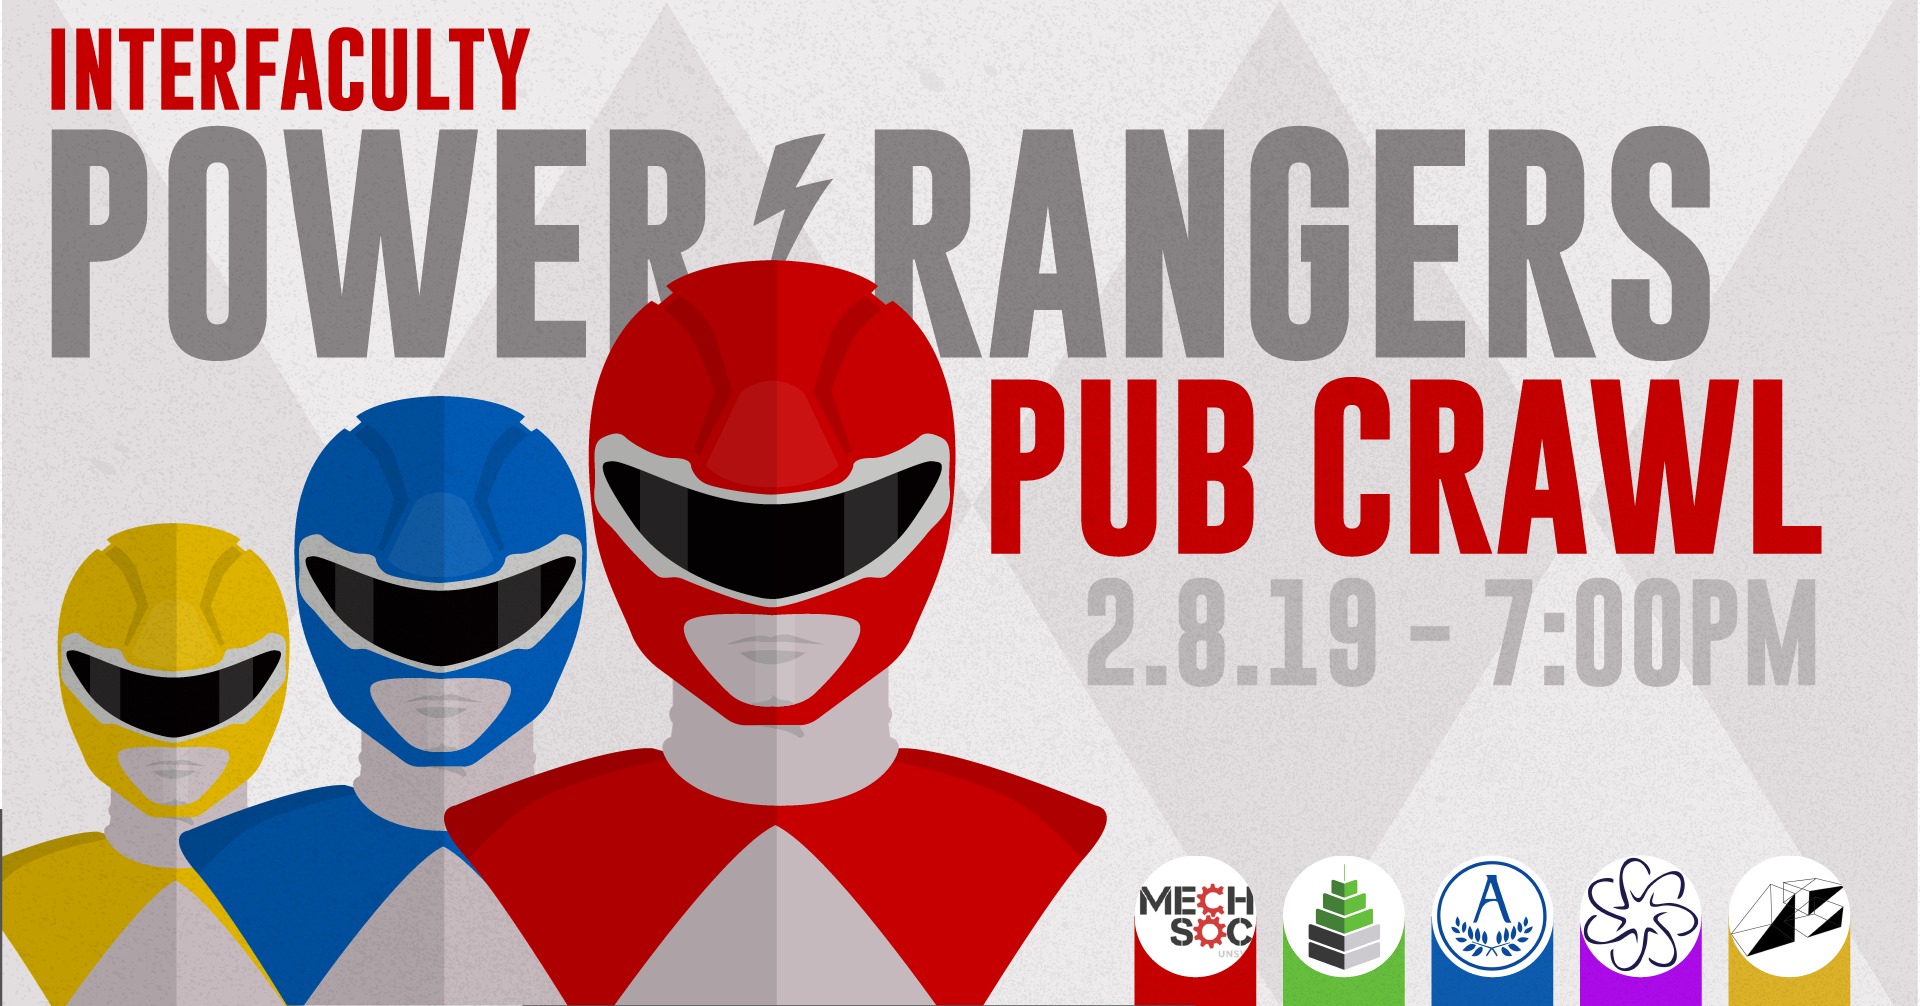 INTERFACULTY
POWER RANGERS
PUB CRAWL
2.8.19 - 7:00PM
MECH
SOC
A